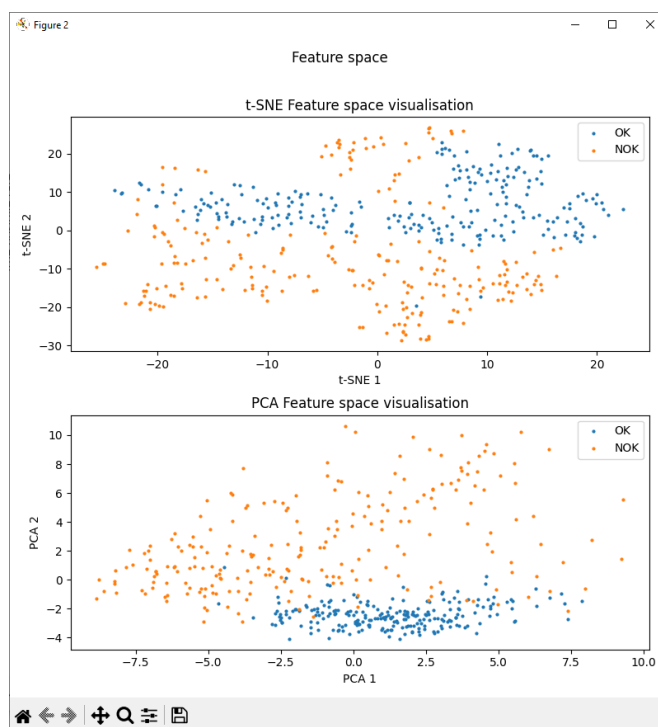 Figure 2
Feature space
t-SNE Feature space visualisation
OK
NOK
20
10
0
−10
−20
−30
t-SNE 2
−20 −10 0 10 20
t-SNE 1
PCA Feature space visualisation
OK
NOK
10
8
6
4
2
0
−2
−4
PCA 2
−7.5 −5.0 −2.5 0.0 2.5 5.0 7.5 10.0
PCA 1